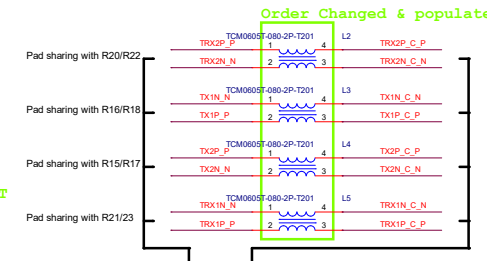 Order Changed & populate
TCM0605T-080-2P-T201 L2
TRX2P_P 1 4 TRX2P_C_P
Pad sharing with R20/R22
TRX2N_N 2 3 TRX2N_C_N
TCM0605T-080-2P-T201 L3
TX1N_N 1 4 TX1N_C_N
Pad sharing with R16/R18
TX1P_P 2 3 TX1P_C_P
TCM0605T-080-2P-T201 L4
TX2P_P 1 4 TX2P_C_P
Pad sharing with R15/R17
TX2N_N 2 3 TX2N_C_N
T
TCM0605T-080-2P-T201 L5
TRX1N_N 1 4 TRX1N_C_N
Pad sharing with R21/23
TRX1P_P 2 3 TRX1P_C_P